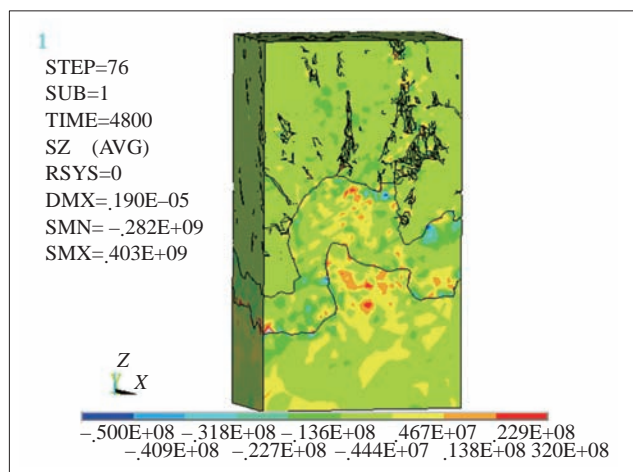 1
STEP=76
SUB=1
TIME=4800
SZ (AVG)
RSYS=0
DMX=.190E–05
SMN= –.282E+09
SMX=.403E+09
Z
Y
X
–.500E+08 –.318E+08 –.136E+08 .467E+07 .229E+08
–.409E+08 –.227E+08 –.444E+07 .138E+08 320E+08